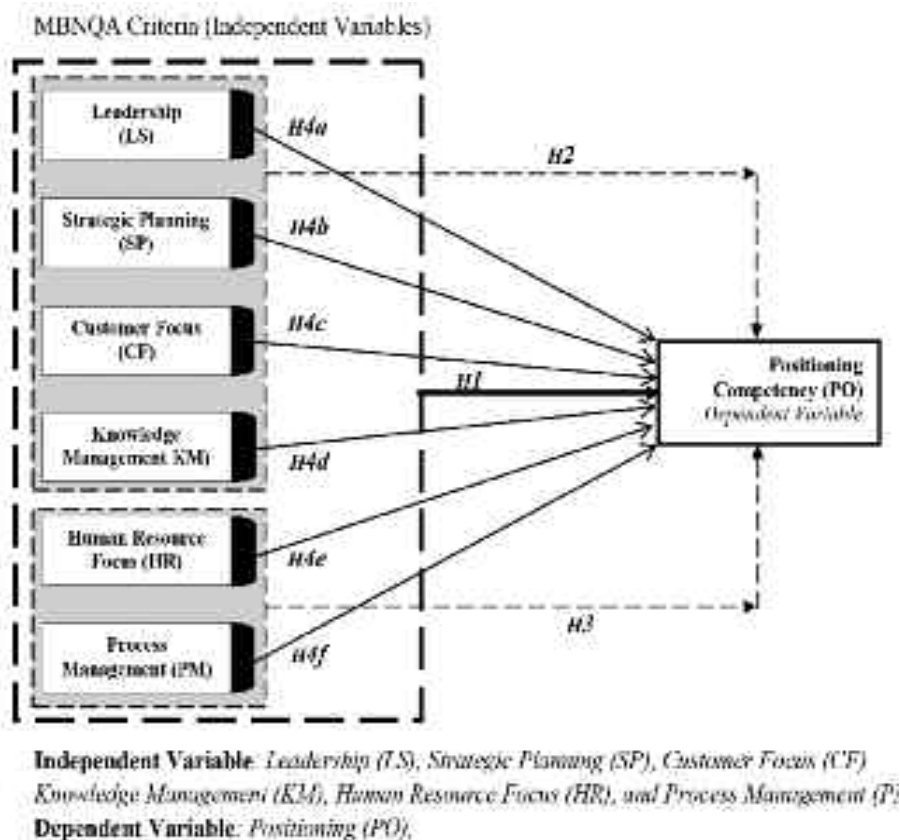 MBNQA Criteria (Independent Variables)
Leadership
(LS)
H4a
H2
Strategic Planning
(SP)
H4b
Customer Focus
(CF)
H4c
H1
Positioning
Competency (PO)
Dependent Variable
Knowledge
Management KM)
H4d
Human Resource
Focus (HR)
H4e
H3
Process
Management (PM)
H4f
Independent Variable: Leadership (LS), Strategic Planning (SP), Customer Focus (CF)
Knowledge Management (KM), Human Resource Focus (HR), and Process Management
Dependent Variable: Positioning (PO),